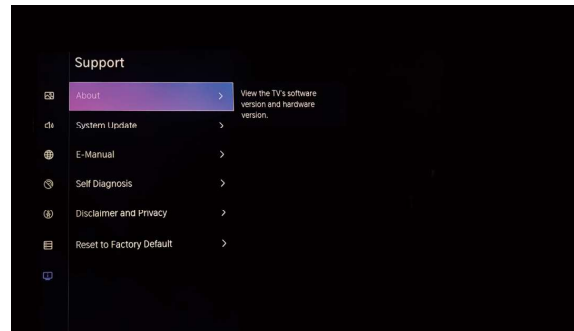 Support
About
View the TV's software
version and hardware
version.
System Update
E-Manual
Self Diagnosis
Disclaimer and Privacy
Reset to Factory Default